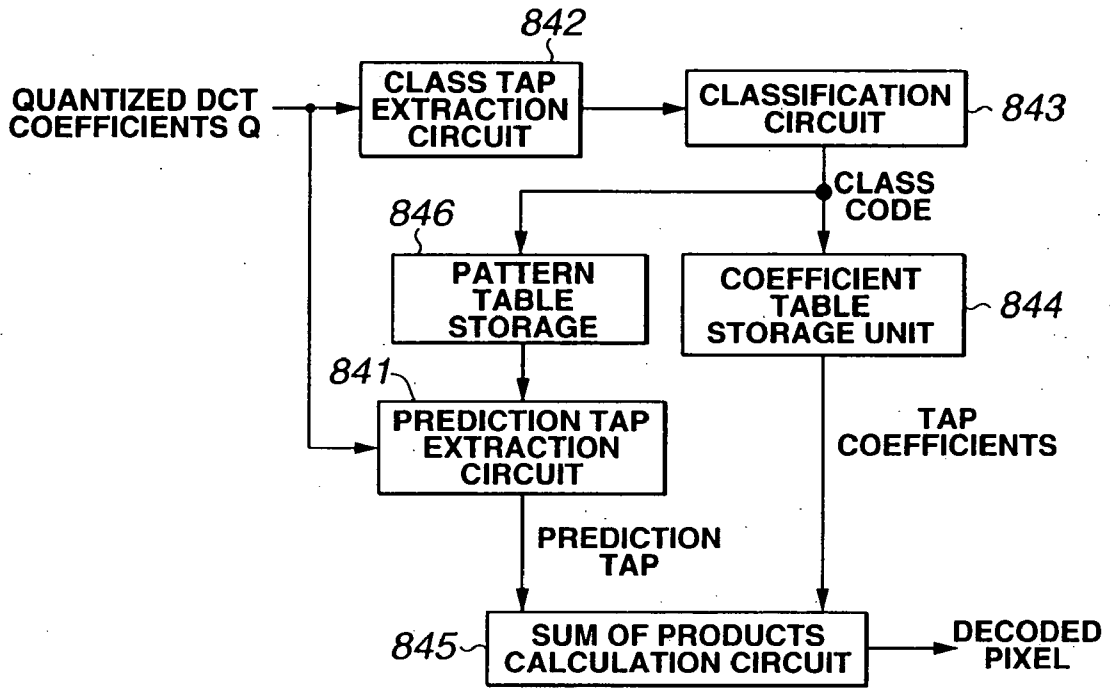 842
QUANTIZED DCT
COEFFICIENTS Q
CLASS TAP
EXTRACTION
CIRCUIT
CLASSIFICATION
CIRCUIT
843
CLASS
CODE
846
PATTERN
TABLE
STORAGE
COEFFICIENT
TABLE
STORAGE UNIT
844
841
PREDICTION TAP
EXTRACTION
CIRCUIT
TAP
COEFFICIENTS
PREDICTION
TAP
845
SUM OF PRODUCTS
CALCULATION CIRCUIT
DECODED
PIXEL